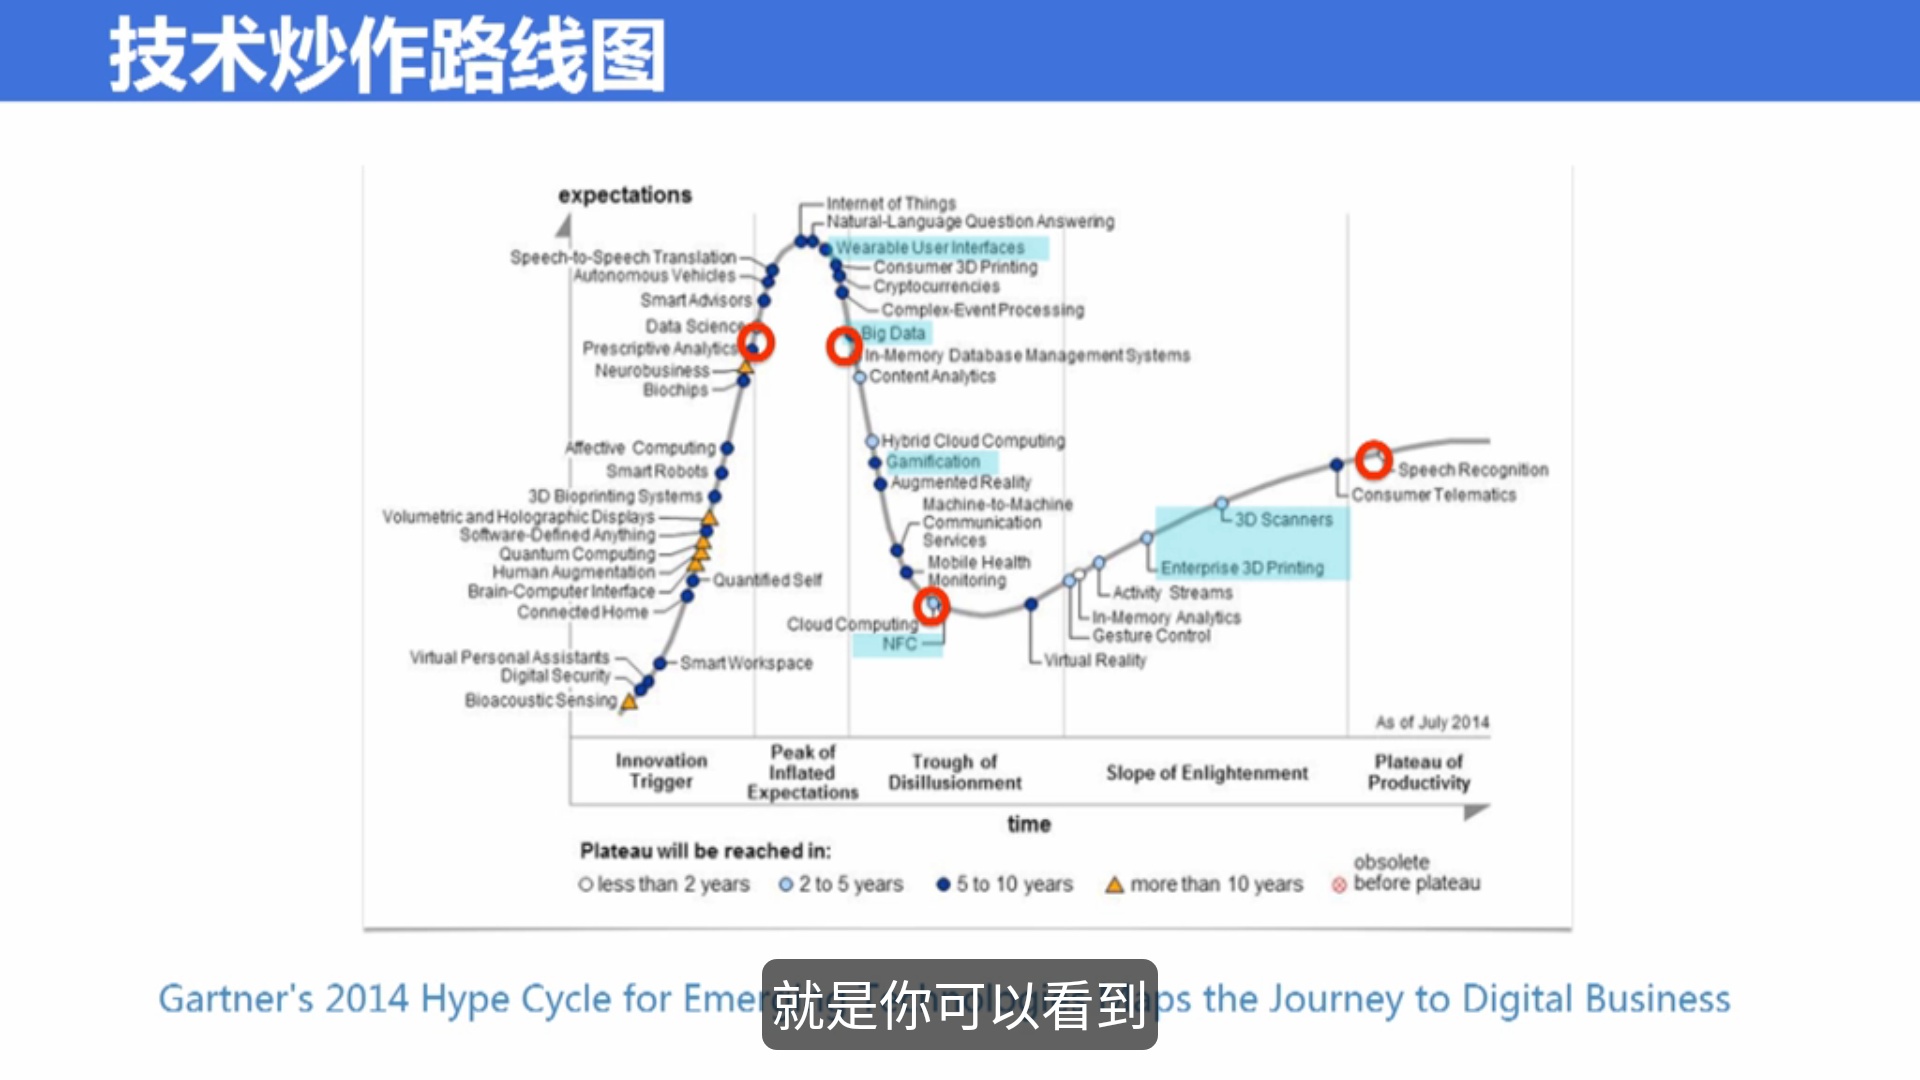 技术炒作路线图
expectations
Internet of Things
Natural-Language Question Answering
Wearable User Interfaces
Speech-to-Speech Translation
Consumer 3D Printing
Autonomous Vehicles
Cryptocurrencies
Smart Advisors
Complex-Event Processing
Data Science
Big Data
Prescriptive Analytics
In-Memory Database Management Systems
Neurobusiness
Content Analytics
Biochips
Affective Computing
Hybrid Cloud Computing
Gamification
Smart Robots
Speech Recognition
Augmented Reality
3D Bioprinting Systems
Consumer Telematics
Machine-to-Machine
Communication
Services
Volumetric and Holographic Displays
3D Scanners
Software-Defined Anything
Quantum Computing
Mobile Health
Monitoring
Human Augmentation
Enterprise 3D Printing
Quantified Self
Brain-Computer Interface
Activity Streams
Connected Home
In-Memory Analytics
Cloud Computing
Gesture Control
NFC
Virtual Personal Assistants
Smart Workspace
Virtual Reality
Digital Security
Bioacoustic Sensing
As of July 2014
Innovation
Trigger
Peak of
Inflated
Expectations
Trough of
Disillusionment
Slope of Enlightenment
Plateau of
Productivity
time
Plateau will be reached in:
less than 2 years
2 to 5 years
5 to 10 years
more than 10 years
obsolete
before plateau
Gartner's 2014 Hype Cycle for the Journey to Digital Business
就是你可以看到